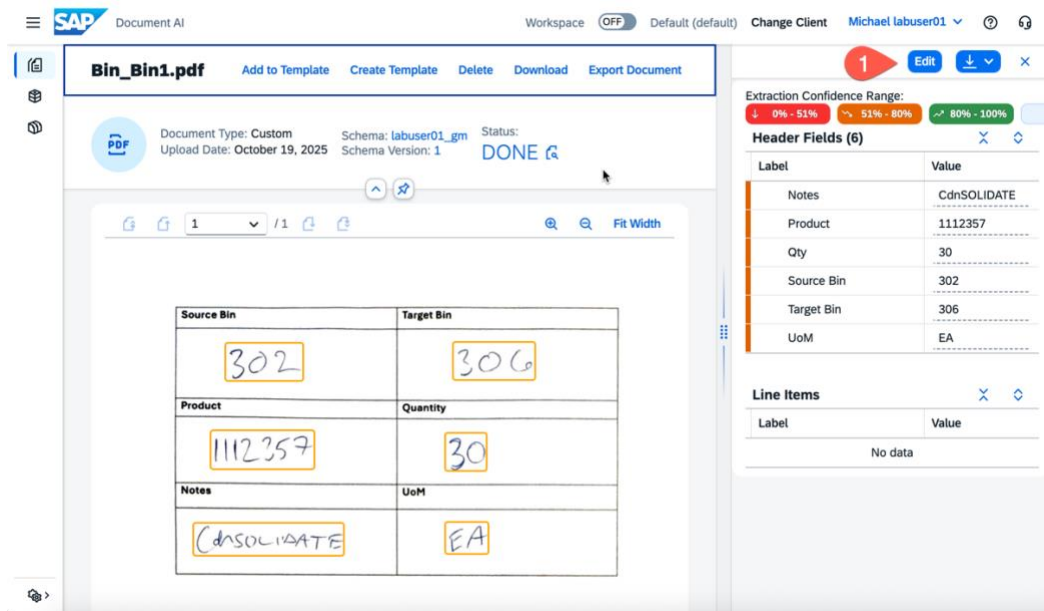 SAP Document AI Workspace OFF Default (default) Change Client Michael labuser01
Bin_Bin1.pdf Add to Template Create Template Delete Download Export Document
PDF
Document Type: Custom
Upload Date: October 19, 2025
Schema: labuser01_gm
Schema Version: 1
Status:
DONE
1 / 1 Fit Width
Source Bin Target Bin
302 306
Product Quantity
1112357 30
Notes UoM
CdnSOLIDATE EA
1 Edit
Extraction Confidence Range:
0% - 51% 51% - 80% 80% - 100%
Header Fields (6)
Label Value
Notes CdnSOLIDATE
Product 1112357
Qty 30
Source Bin 302
Target Bin 306
UoM EA
Line Items
Label Value
No data